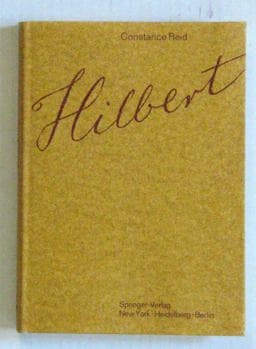 Constance Reid
Hilbert
Springer-Verlag
New York · Heidelberg · Berlin